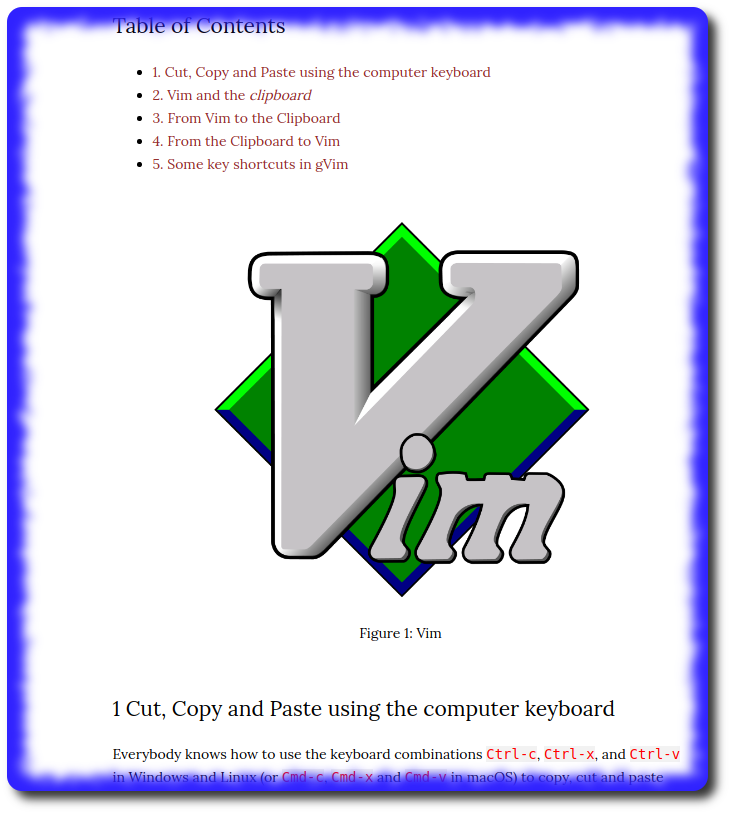 Table of Contents
1. Cut, Copy and Paste using the computer keyboard
2. Vim and the clipboard
3. From Vim to the Clipboard
4. From the Clipboard to Vim
5. Some key shortcuts in gVim
Vim
Figure 1: Vim
1 Cut, Copy and Paste using the computer keyboard
Everybody knows how to use the keyboard combinations Ctrl-c, Ctrl-x, and Ctrl-v
in Windows and Linux (or Cmd-c, Cmd-x and Cmd-v in macOS) to copy, cut and paste